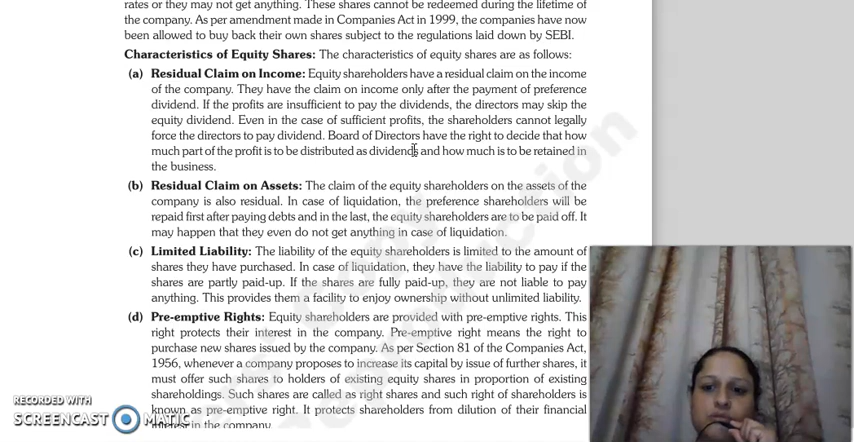 rates or they may not get anything. These shares cannot be redeemed during the lifetime of
the company. As per amendment made in Companies Act in 1999, the companies have now
been allowed to buy back their own shares subject to the regulations laid down by SEBI.
Characteristics of Equity Shares: The characteristics of equity shares are as follows:
(a) Residual Claim on Income: Equity shareholders have a residual claim on the income
of the company. They have the claim on income only after the payment of preference
dividend. If the profits are insufficient to pay the dividends, the directors may skip the
equity dividend. Even in the case of sufficient profits, the shareholders cannot legally
force the directors to pay dividend. Board of Directors have the right to decide that how
much part of the profit is to be distributed as dividends and how much is to be retained in
the business.
(b) Residual Claim on Assets: The claim of the equity shareholders on the assets of the
company is also residual. In case of liquidation, the preference shareholders will be
repaid first after paying debts and in the last, the equity shareholders are to be paid off. It
may happen that they even do not get anything in case of liquidation.
(c) Limited Liability: The liability of the equity shareholders is limited to the amount of
shares they have purchased. In case of liquidation, they have the liability to pay if the
shares are partly paid-up. If the shares are fully paid-up, they are not liable to pay
anything. This provides them a facility to enjoy ownership without unlimited liability.
(d) Pre-emptive Rights: Equity shareholders are provided with pre-emptive rights. This
right protects their interest in the company. Pre-emptive right means the right to
purchase new shares issued by the company. As per Section 81 of the Companies Act,
1956, whenever a company proposes to increase its capital by issue of further shares, it
must offer such shares to holders of existing equity shares in proportion of existing
shareholdings. Such shares are called as right shares and such right of shareholders is
known as pre-emptive right. It protects shareholders from dilution of their financial
interest in the company.
RECORDED WITH
SCREENCAST MATIC